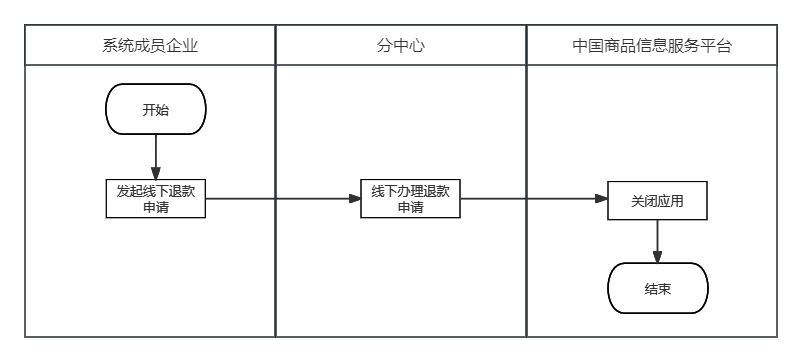 系统成员企业
分中心
中国商品信息服务平台
开始
发起线下退款
申请
线下办理退款
申请
关闭应用
结束